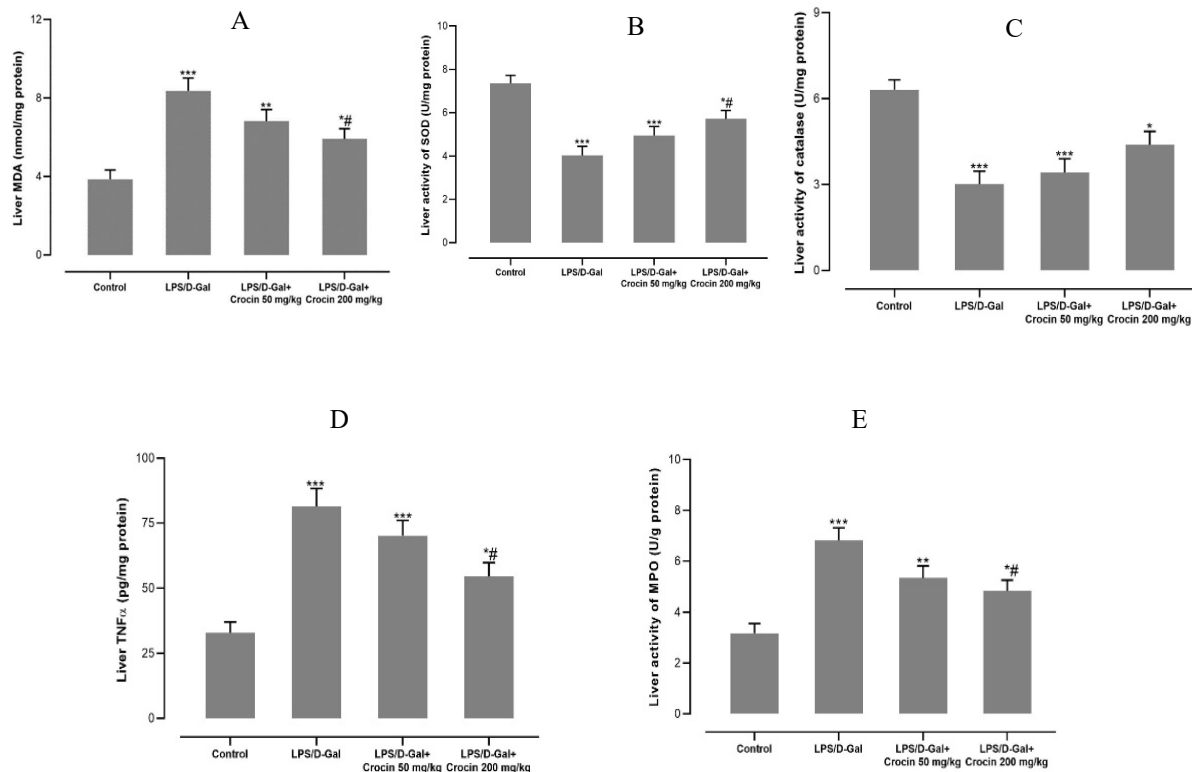 A
Liver MDA (nmol/mg protein)
12
8
4
0
***
**
*#
Control
LPS/D-Gal
LPS/D-Gal+
Crocin 50 mg/kg
LPS/D-Gal+
Crocin 200 mg/kg
B
Liver activity of SOD (U/mg protein)
10
8
6
4
2
0
***
***
*#
Control
LPS/D-Gal
LPS/D-Gal+
Crocin 50 mg/kg
LPS/D-Gal+
Crocin 200 mg/kg
C
Liver activity of catalase (U/mg protein)
9
6
3
0
***
***
*
Control
LPS/D-Gal
LPS/D-Gal+
Crocin 50 mg/kg
LPS/D-Gal+
Crocin 200 mg/kg
D
Liver TNFα (pg/mg protein)
100
75
50
25
0
***
***
*#
Control
LPS/D-Gal
LPS/D-Gal+
Crocin 50 mg/kg
LPS/D-Gal+
Crocin 200 mg/kg
E
Liver activity of MPO (U/g protein)
10
8
6
4
2
0
***
**
*#
Control
LPS/D-Gal
LPS/D-Gal+
Crocin 50 mg/kg
LPS/D-Gal+
Crocin 200 mg/kg